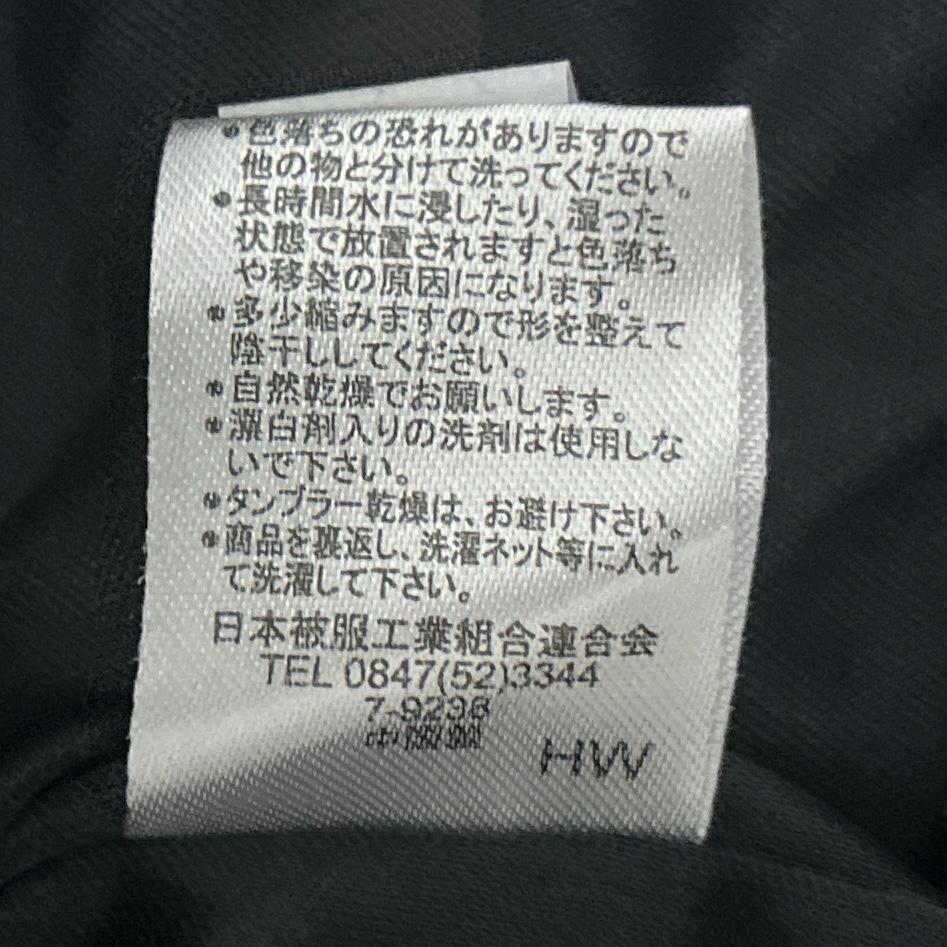 ●色落ちの恐れがありますので
他の物と分けて洗ってください。
●長時間水に浸したり、湿った
状態で放置されますと色落ち
や移染の原因になります。
●多少縮みますので形を整えて
陰干ししてください。
●自然乾燥でお願いします。
●漂白剤入りの洗剤は使用しな
いで下さい。
●タンブラー乾燥は、お避け下さい。
●商品を裏返し、洗濯ネット等に入れ
て洗濯して下さい。
日本被服工業組合連合会
TEL 0847(52)3344
7-9238
HW